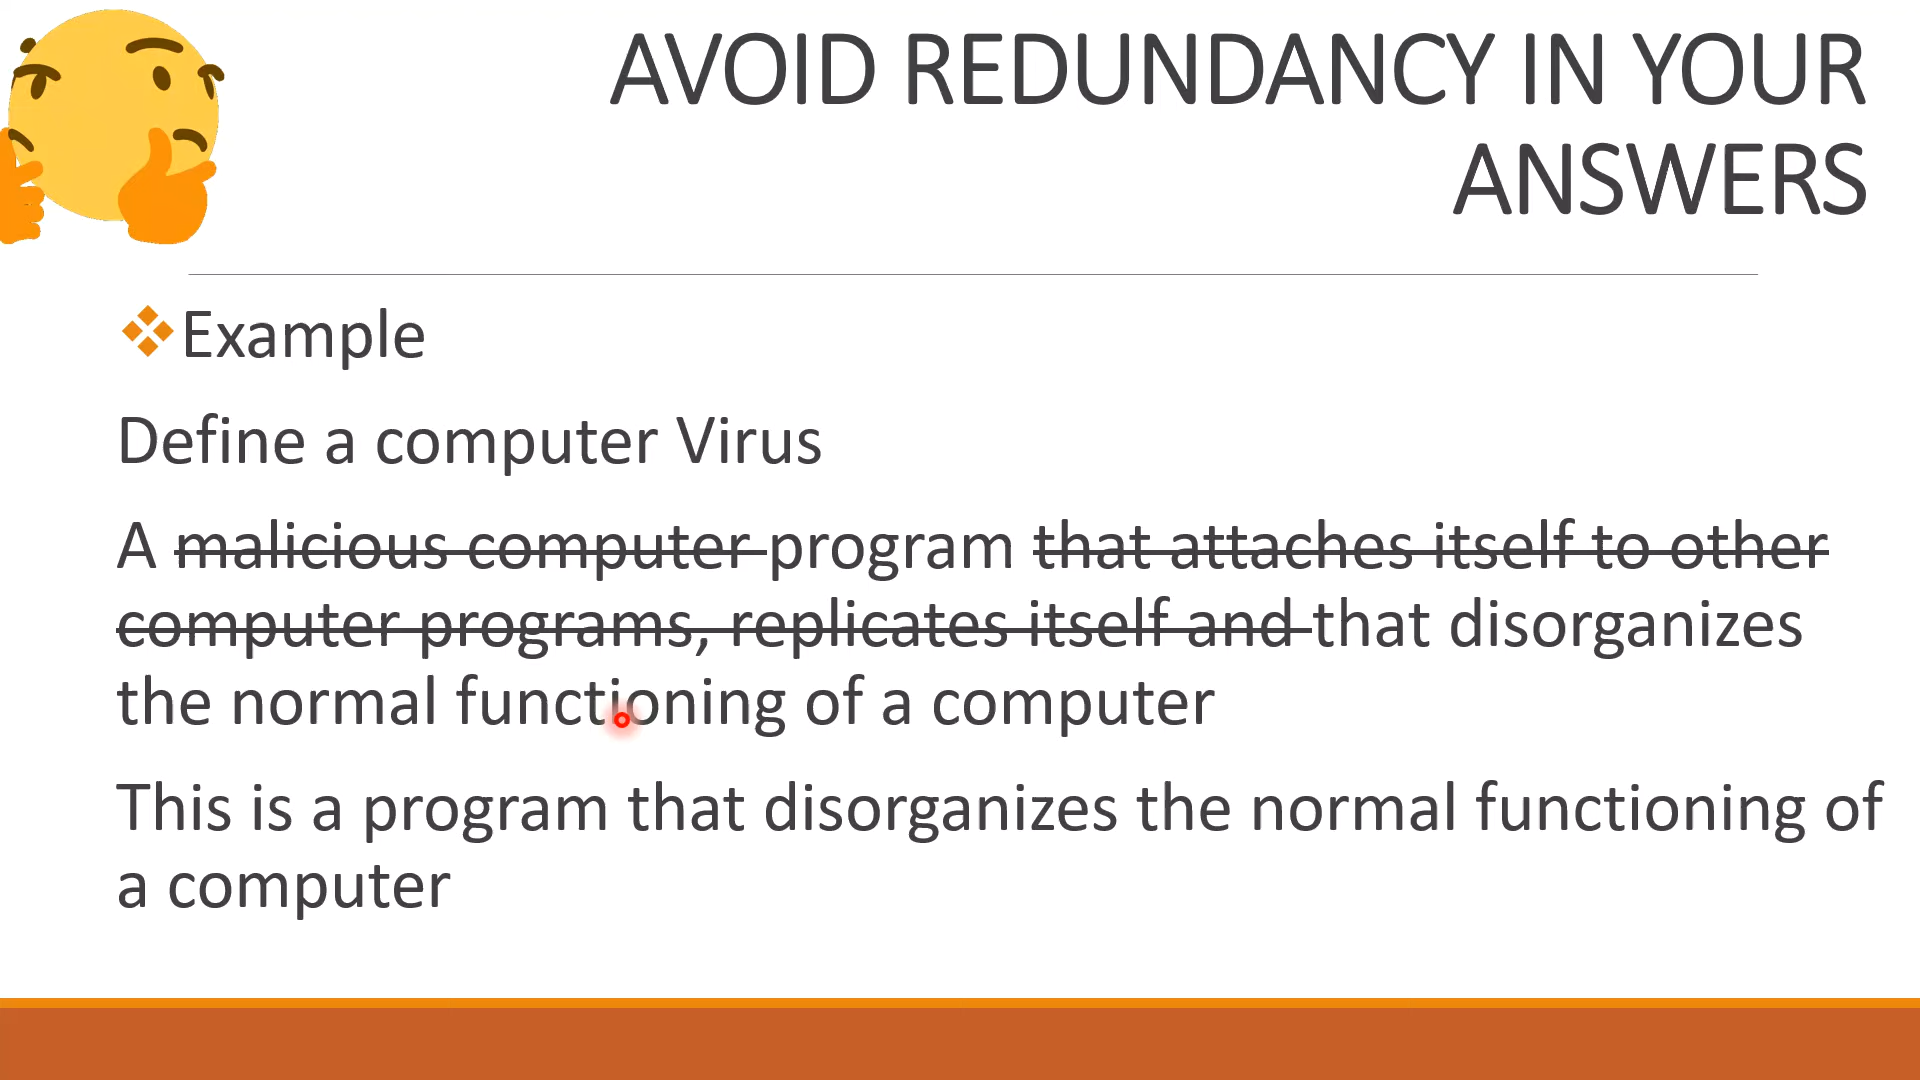 AVOID REDUNDANCY IN YOUR
ANSWERS
Example
Define a computer Virus
A malicious computer program that attaches itself to other
computer programs, replicates itself and that disorganizes
the normal functioning of a computer
This is a program that disorganizes the normal functioning of
a computer